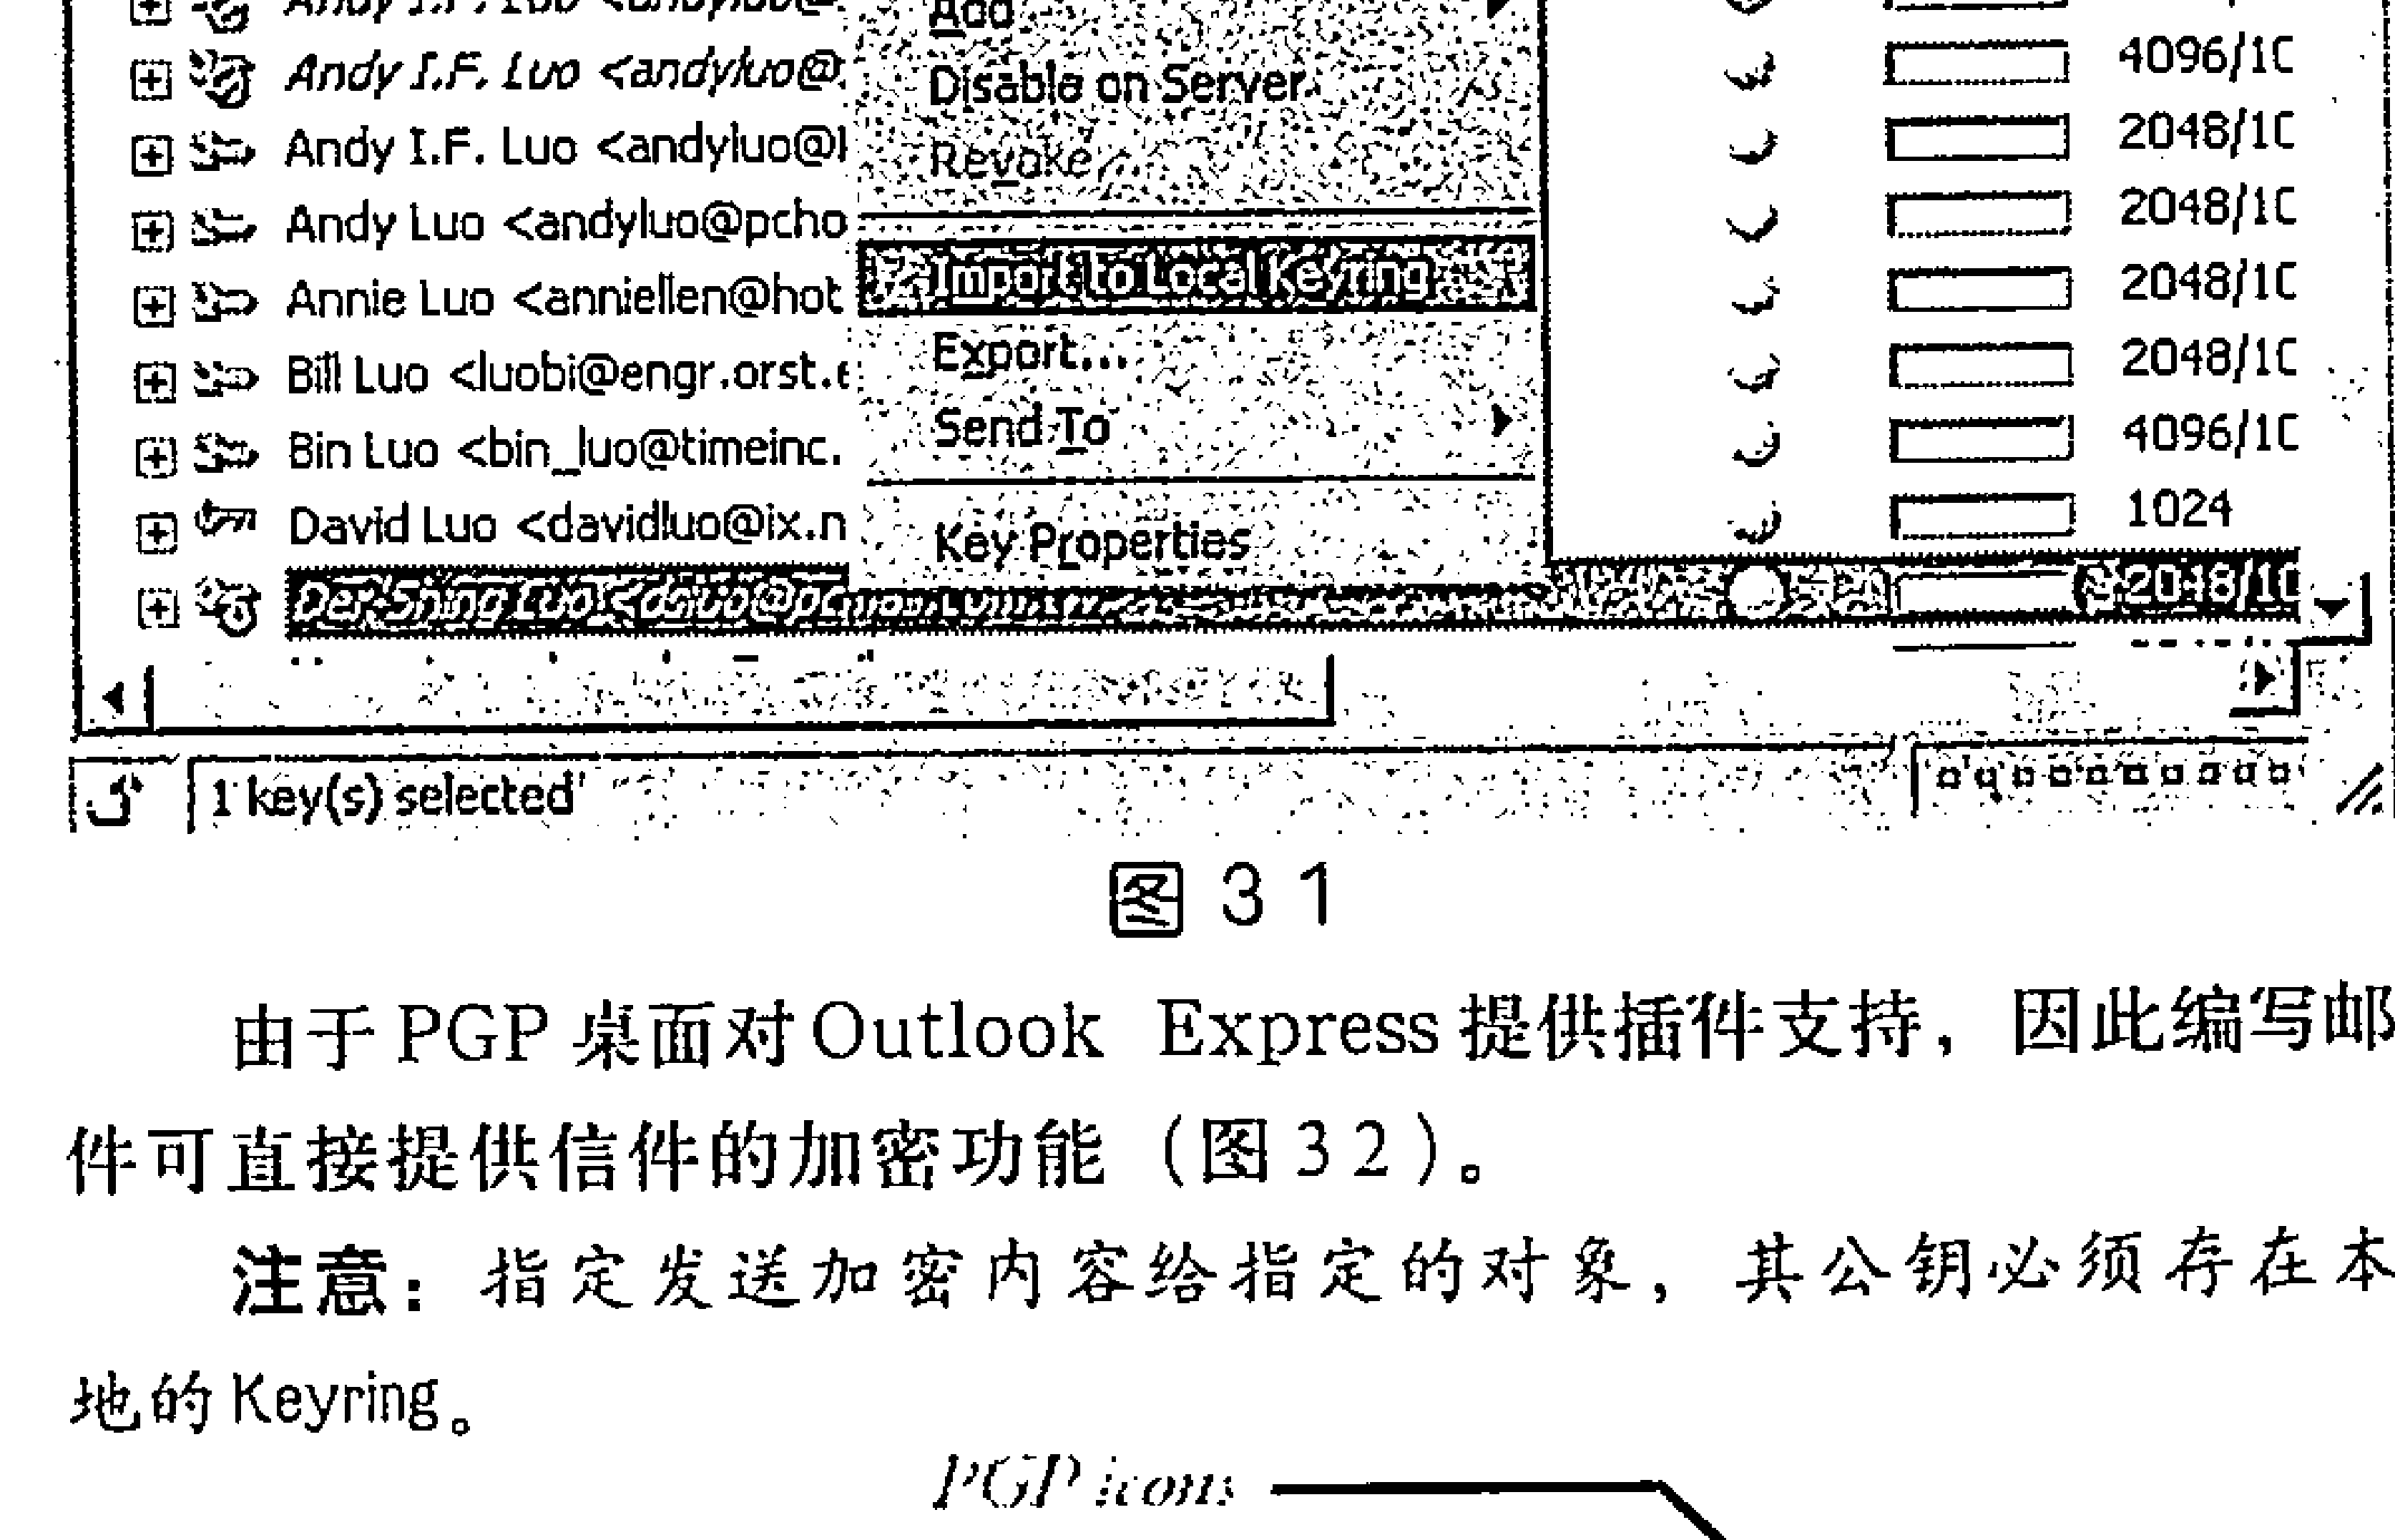 Andy I.F. Luo <andyluo@
Add
Andy I.F. Luo <andyluo@
Disable on Server
4096/1C
Andy I.F. Luo <andyluo@l
Revoke
2048/1C
Andy Luo <andyluo@pcho
2048/1C
Annie Luo <anniellen@hot
Import to Local Keyring
2048/1C
Bill Luo <luobi@engr.orst.e
Export...
2048/1C
Bin Luo <bin_luo@timeinc.
Send To
4096/1C
David Luo <davidluo@ix.n
Key Properties
1024
2048/1C
1 key(s) selected
图31
由于PGP桌面对Outlook Express提供插件支持，因此编写邮
件可直接提供信件的加密功能（图32）。
注意：指定发送加密内容给指定的对象，其公钥必须存在本
地的Keyring。
PGP icons